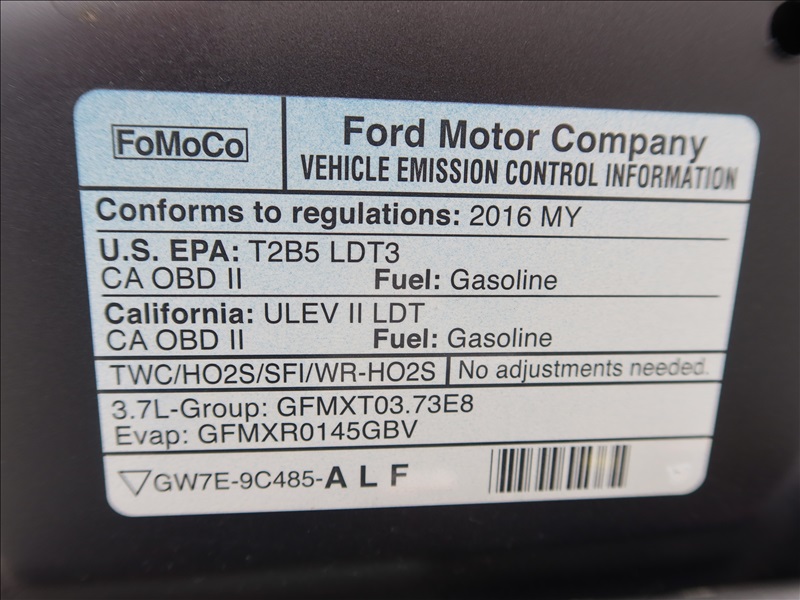 FoMoCo
Ford Motor Company
VEHICLE EMISSION CONTROL INFORMATION
Conforms to regulations: 2016 MY
U.S. EPA: T2B5 LDT3
CA OBD II Fuel: Gasoline
California: ULEV II LDT
CA OBD II Fuel: Gasoline
TWC/HO2S/SFI/WR-HO2S No adjustments needed.
3.7L-Group: GFMXT03.73E8
Evap: GFMXR0145GBV
GW7E-9C485-A L F